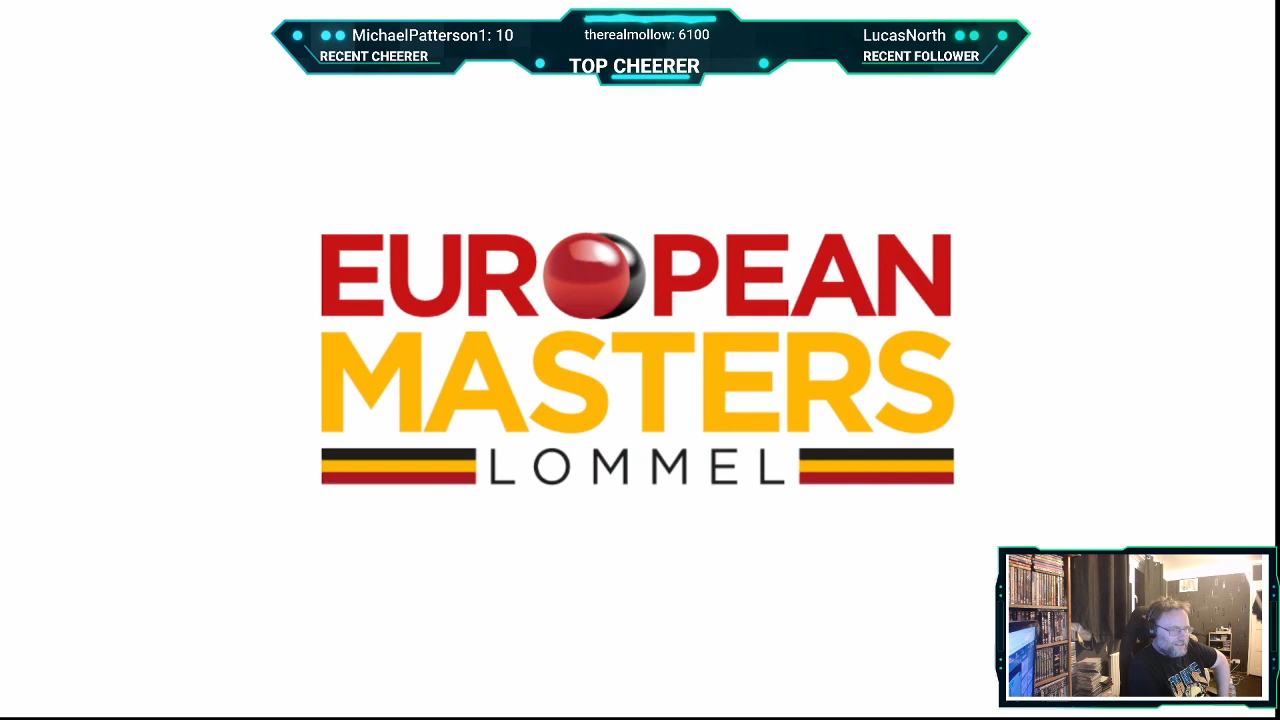 MichaelPatterson1: 10
RECENT CHEERER
therealmollow: 6100
TOP CHEERER
LucasNorth
RECENT FOLLOWER
EUROPEAN
MASTERS
LOMMEL